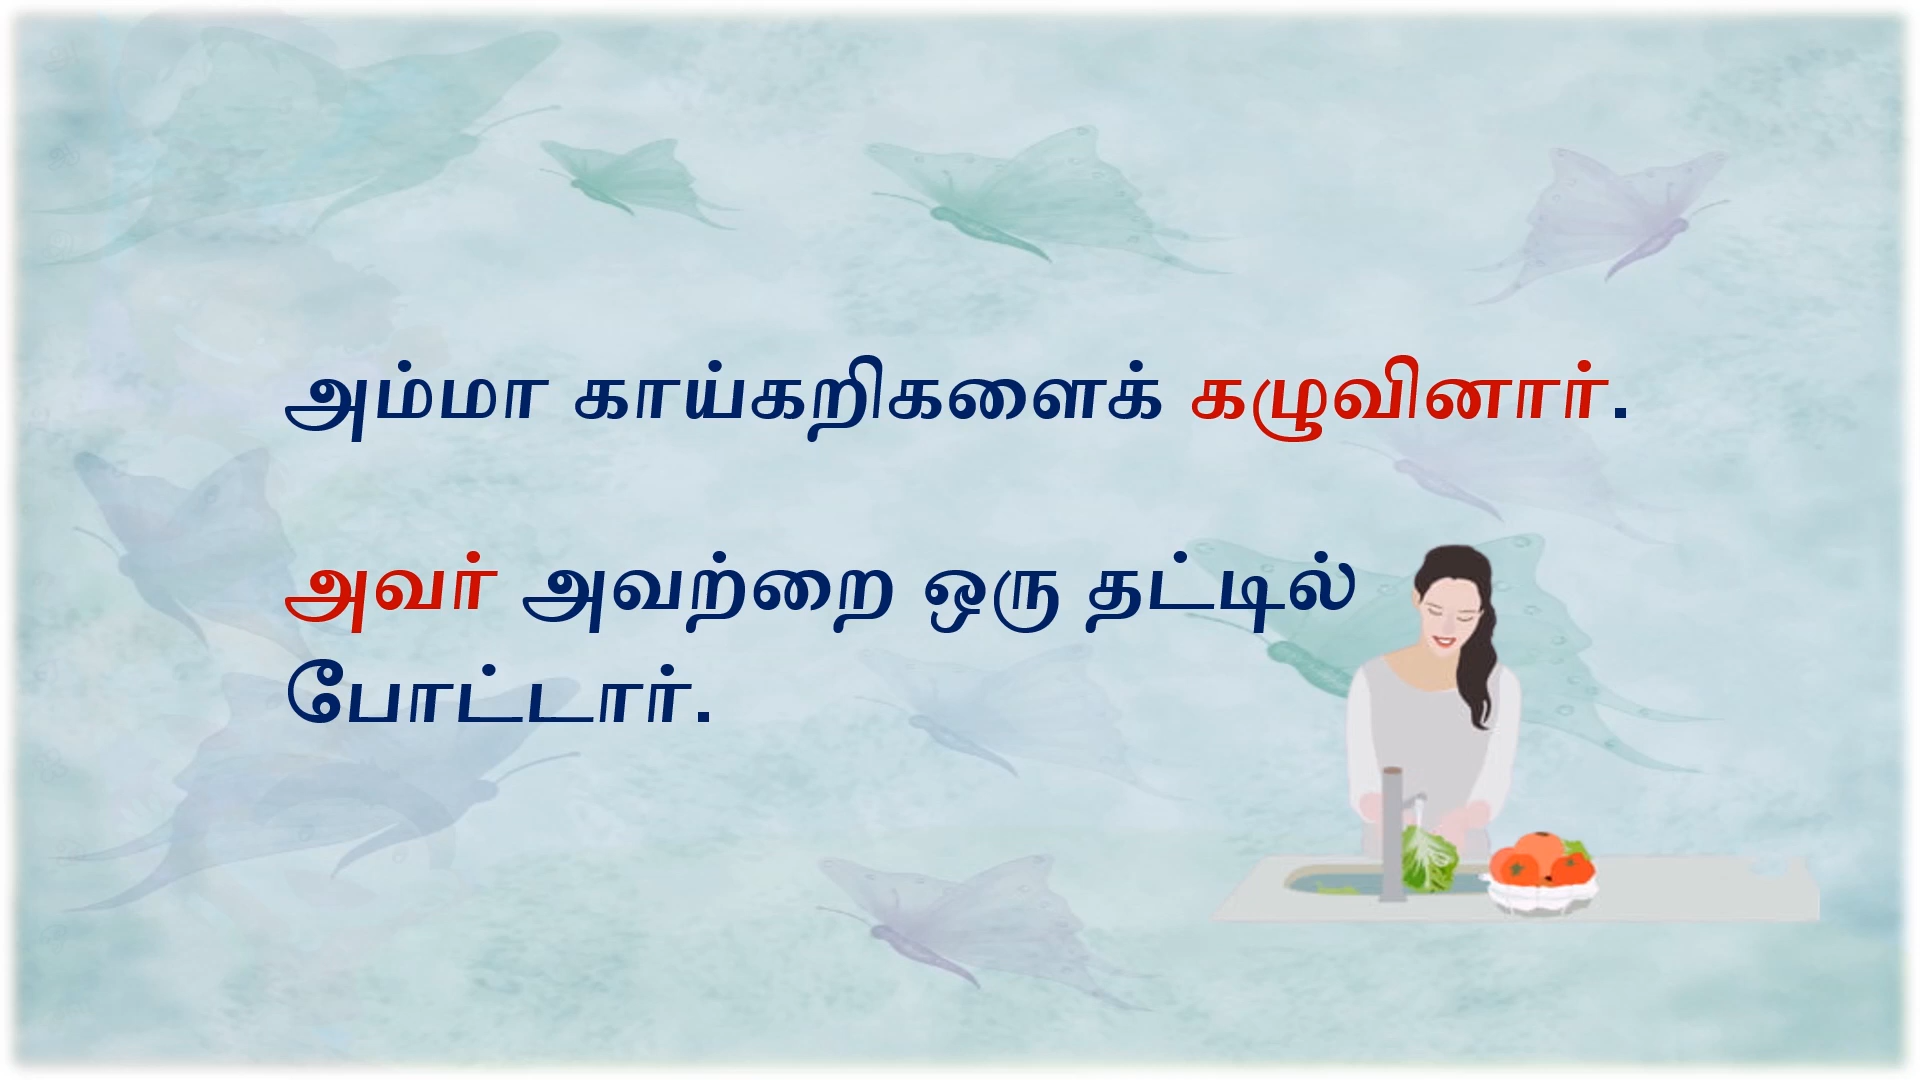 அம்மா காய்கறிகளைக் கழுவினார்.
அவர் அவற்றை ஒரு தட்டில்
போட்டார்.